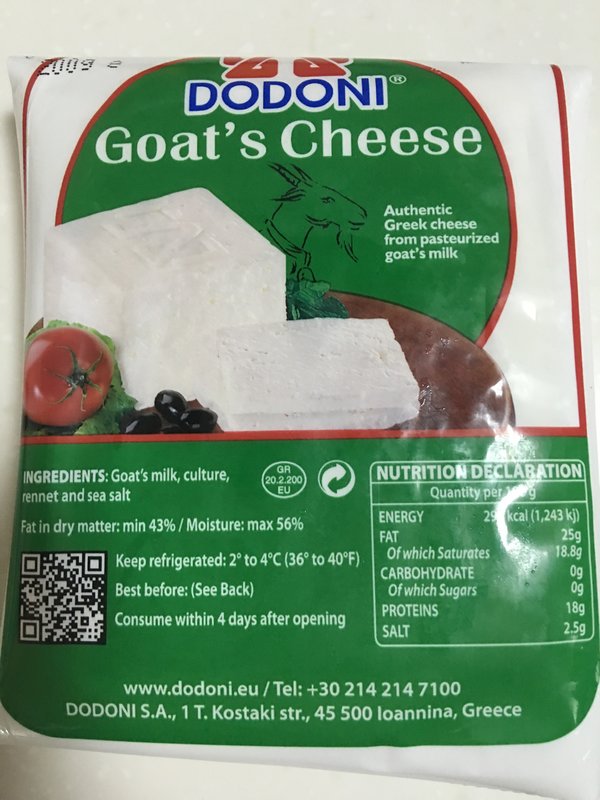 2009
DODONI®
Goat's Cheese
Authentic
Greek cheese
from pasteurized
goat's milk
INGREDIENTS: Goat's milk, culture,
rennet and sea salt
GR
20.2.200
EU
Fat in dry matter: min 43% / Moisture: max 56%
Keep refrigerated: 2° to 4°C (36° to 40°F)
Best before: (See Back)
Consume within 4 days after opening
NUTRITION DECLARATION
Quantity per
ENERGY kcal (1,243 kj)
FAT 25g
Of which Saturates 18.8g
CARBOHYDRATE 0g
Of which Sugars 0g
PROTEINS 18g
SALT 2.5g
www.dodoni.eu / Tel: +30 214 214 7100
DODONI S.A., 1 T. Kostaki str., 45 500 Ioannina, Greece